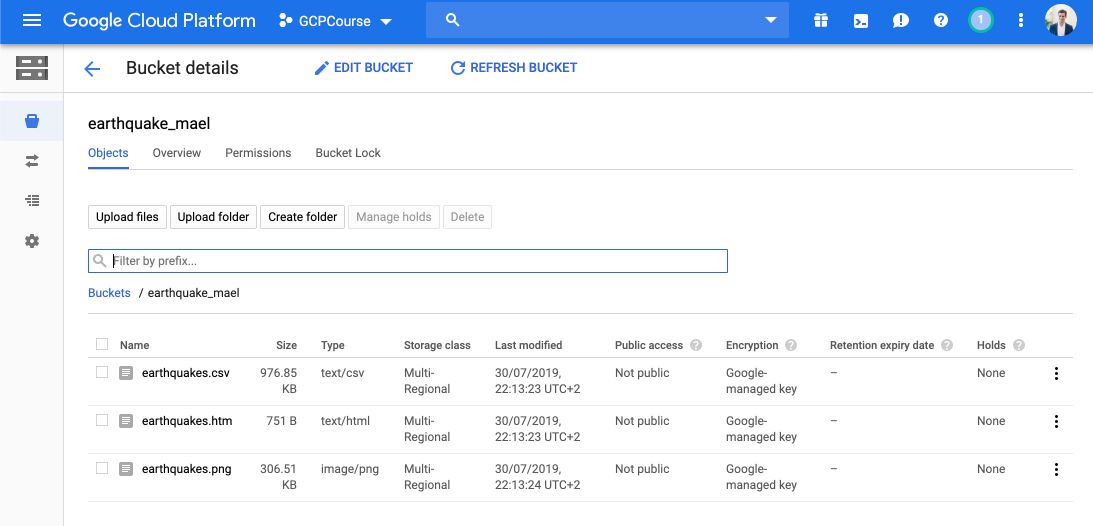 Google Cloud Platform GCPCourse 1
Bucket details EDIT BUCKET REFRESH BUCKET
earthquake_mael
Objects Overview Permissions Bucket Lock
Upload files Upload folder Create folder Manage holds Delete
Filter by prefix...
Buckets / earthquake_mael
Name Size Type Storage class Last modified Public access Encryption Retention expiry date Holds
earthquakes.csv 976.85 text/csv Multi- 30/07/2019, Not public Google- – None
KB Regional 22:13:23 UTC+2 managed key
earthquakes.htm 751 B text/html Multi- 30/07/2019, Not public Google- – None
Regional 22:13:23 UTC+2 managed key
earthquakes.png 306.51 image/png Multi- 30/07/2019, Not public Google- – None
KB Regional 22:13:24 UTC+2 managed key